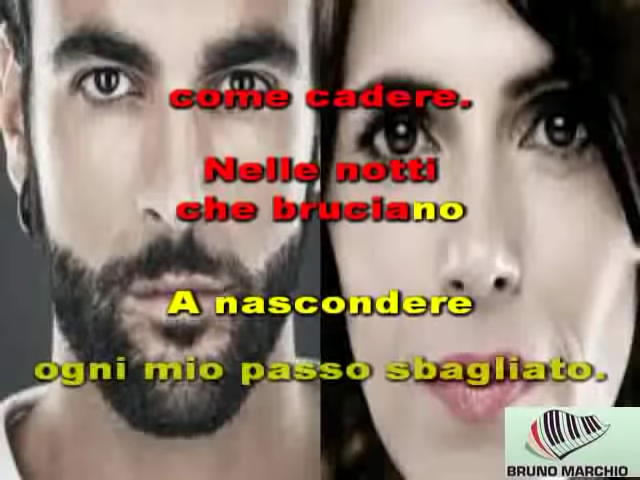 come cadere.
Nelle notti
che bruciano
A nascondere
ogni mio passo sbagliato.
BRUNO MARCHIO